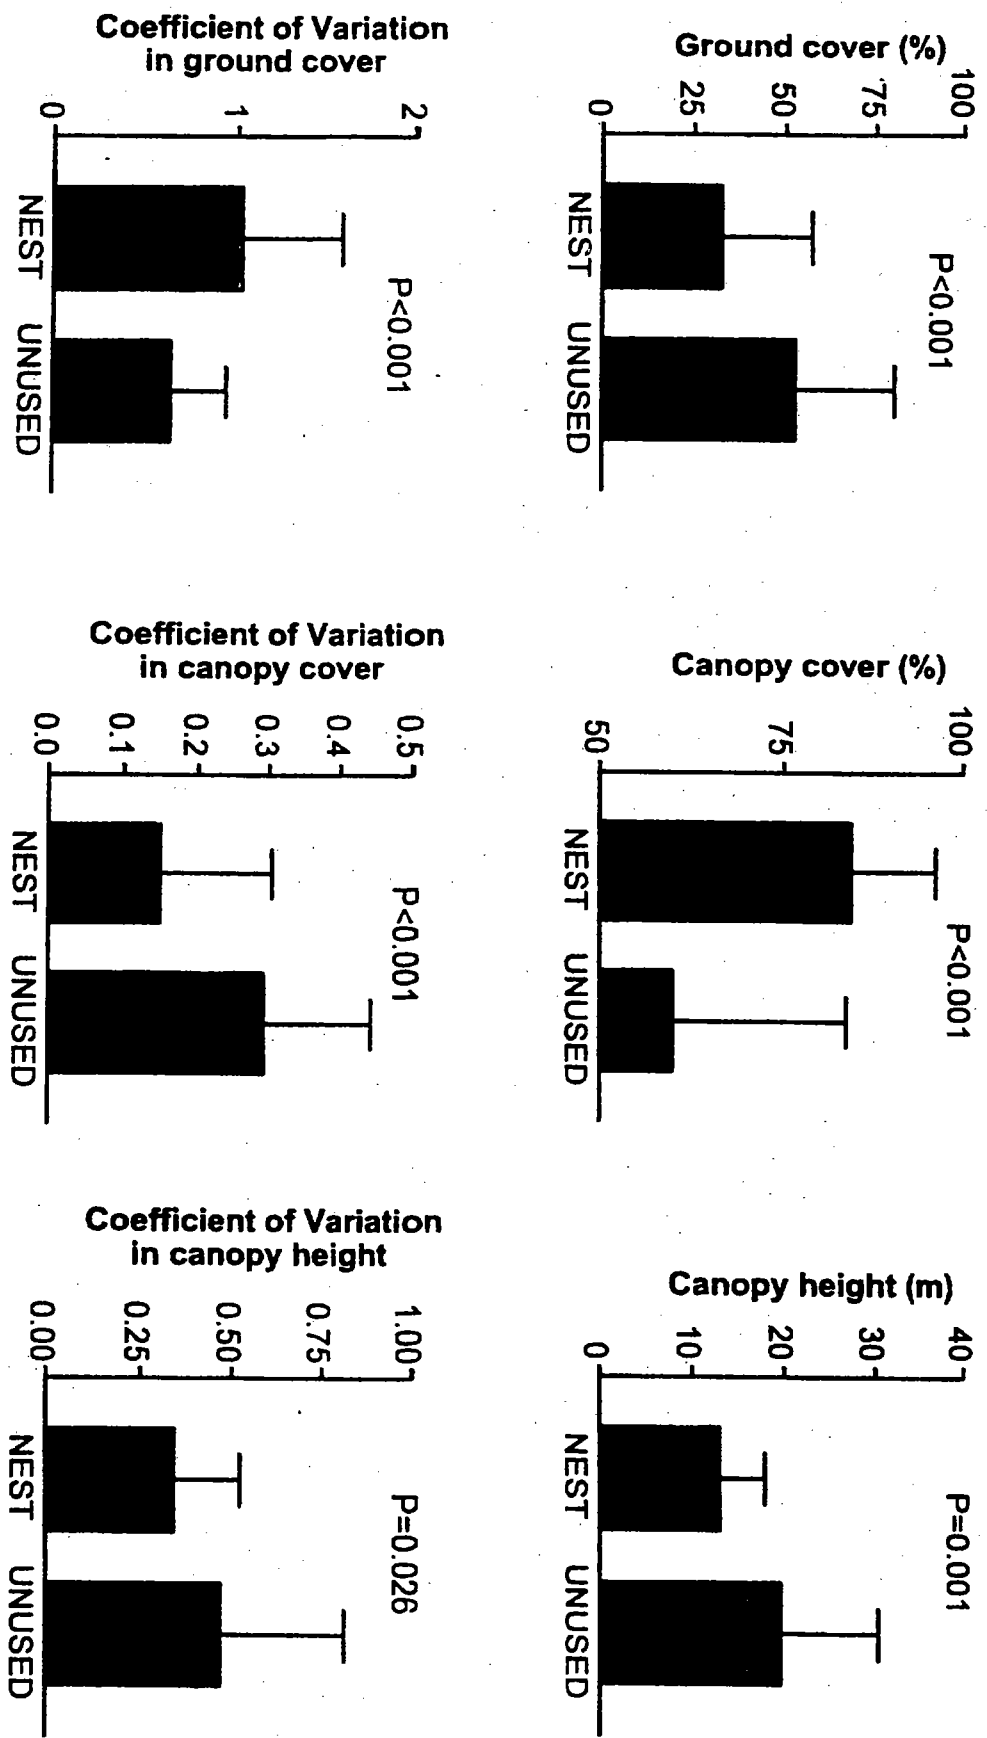 Ground cover (%)
100
75
50
25
0
P<0.001
NEST UNUSED
Canopy cover (%)
100
75
50
P<0.001
NEST UNUSED
Canopy height (m)
40
30
20
10
0
P=0.001
NEST UNUSED
Coefficient of Variation
in ground cover
2
1
0
P<0.001
NEST UNUSED
Coefficient of Variation
in canopy cover
0.5
0.4
0.3
0.2
0.1
0.0
P<0.001
NEST UNUSED
Coefficient of Variation
in canopy height
1.00
0.75
0.50
0.25
0.00
P=0.026
NEST UNUSED